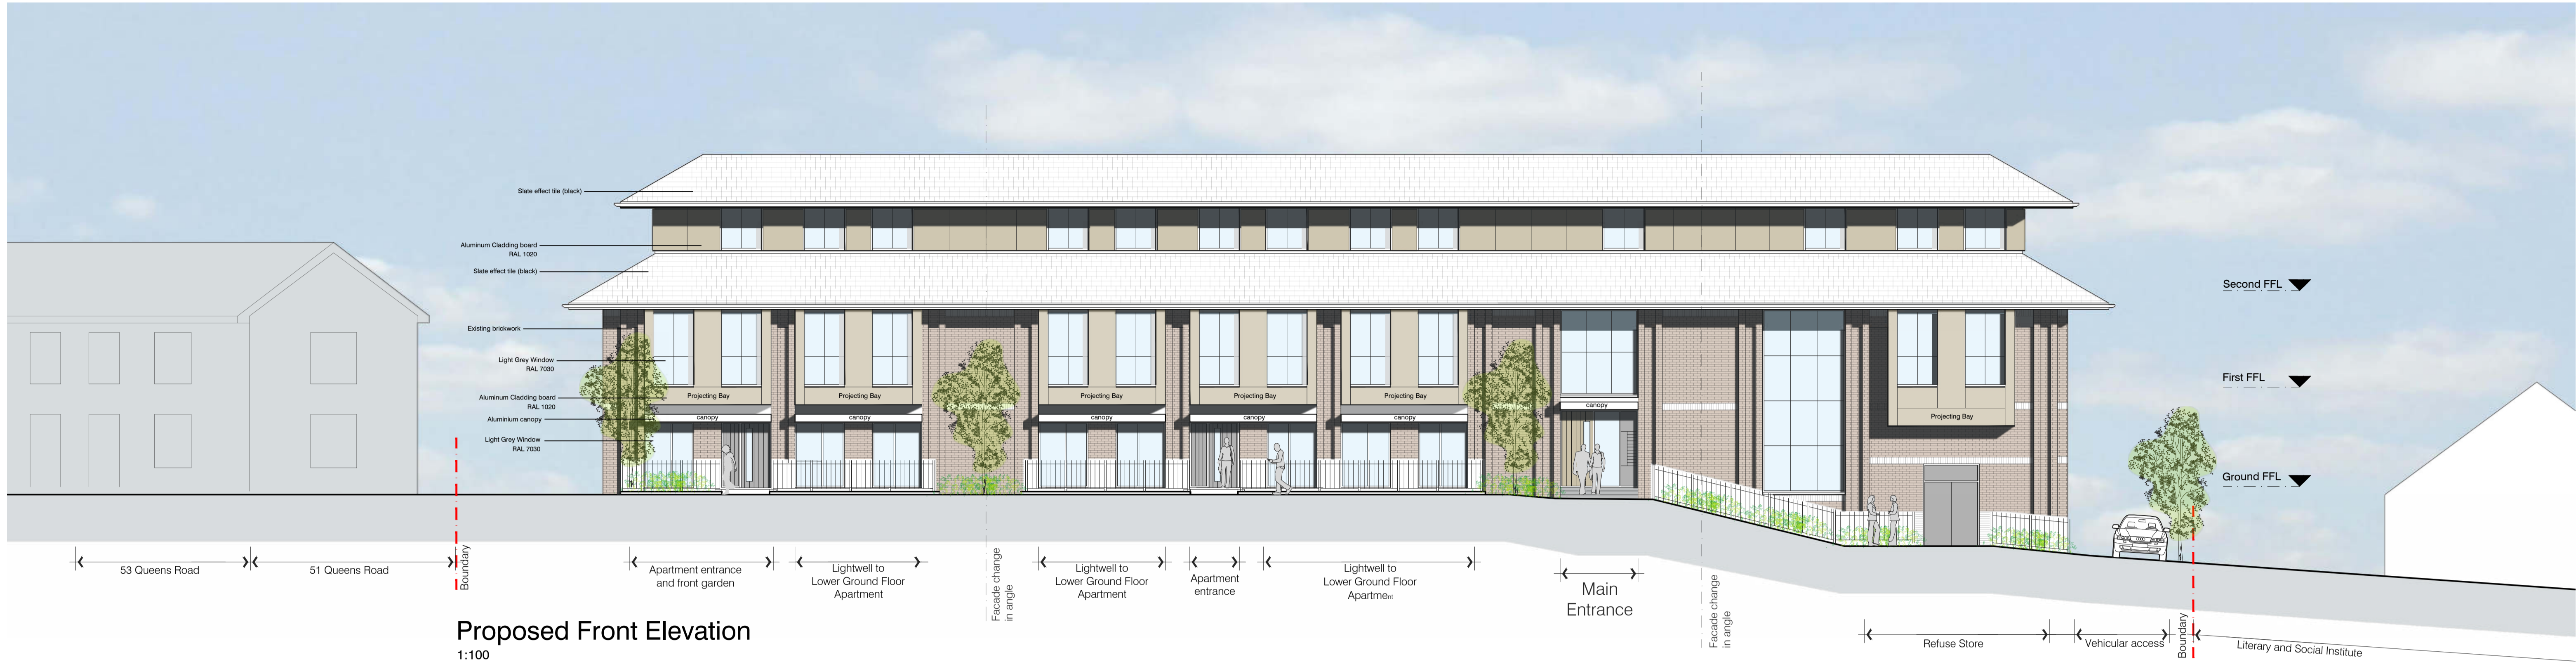 Slate effect tile (black)
Aluminum Cladding board
RAL 1020
Slate effect tile (black)
Second FFL
Existing brickwork
Light Grey Window
RAL 7030
First FFL
Aluminum Cladding board
RAL 1020
Projecting Bay
Projecting Bay
Projecting Bay
Projecting Bay
Projecting Bay
canopy
Projecting Bay
Aluminium canopy
canopy
canopy
canopy
canopy
canopy
Light Grey Window
RAL 7030
Ground FFL
53 Queens Road
51 Queens Road
Boundary
Apartment entrance
and front garden
Lightwell to
Lower Ground Floor
Apartment
Facade change
in angle
Lightwell to
Lower Ground Floor
Apartment
Apartment
entrance
Lightwell to
Lower Ground Floor
Apartment
Main
Entrance
Facade change
in angle
Refuse Store
Vehicular access
Boundary
Literary and Social Institute
Proposed Front Elevation
1:100